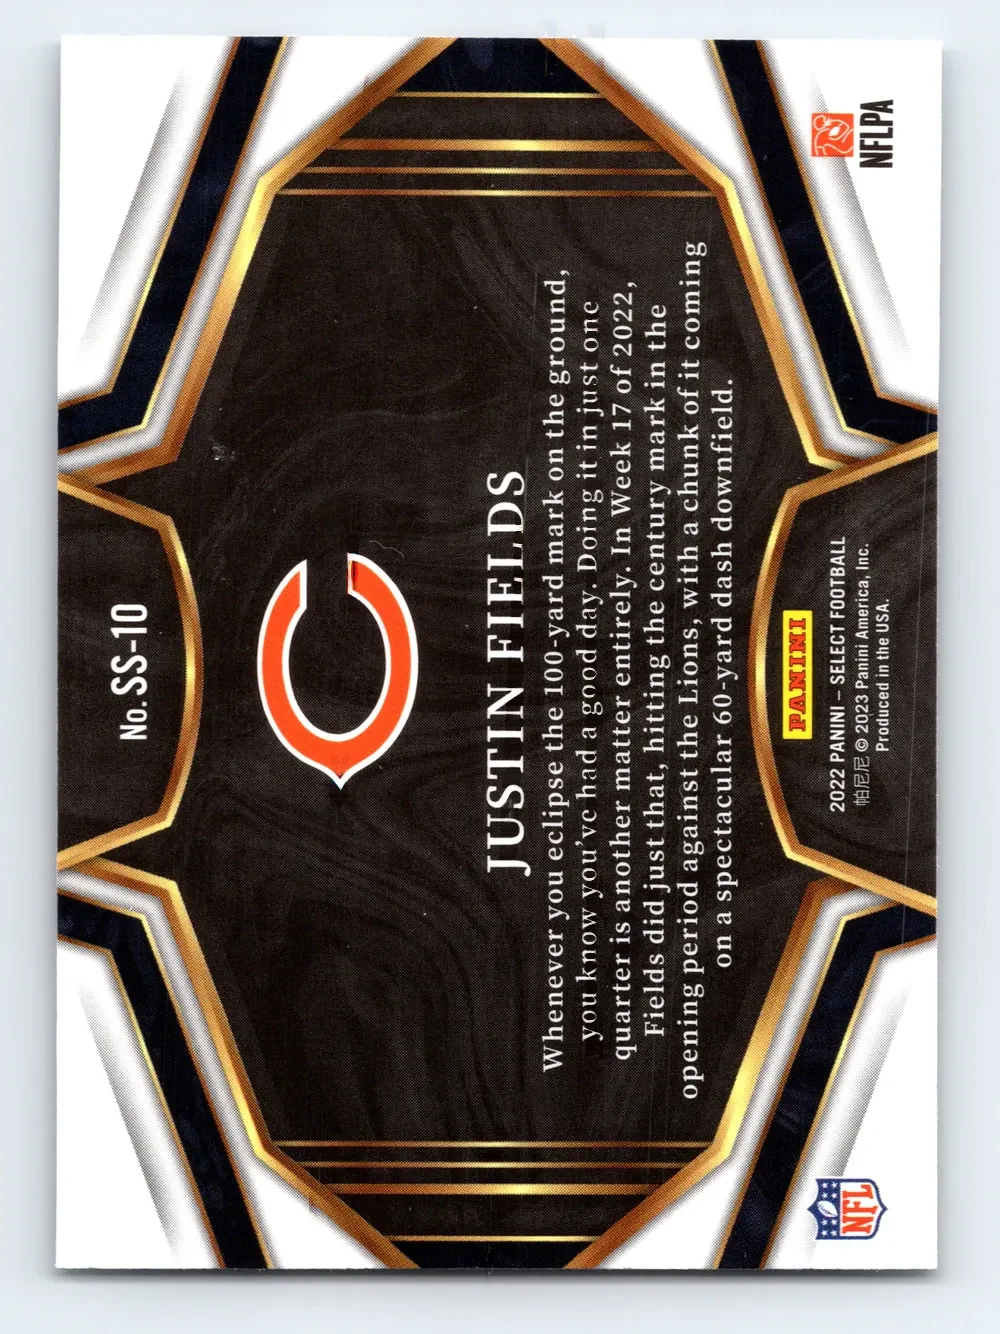 No. SS-10
JUSTIN FIELDS
Whenever you eclipse the 100-yard mark on the ground,
you know you've had a good day. Doing it in just one
quarter is another matter entirely. In Week 17 of 2022,
Fields did just that, hitting the century mark in the
opening period against the Lions, with a chunk of it coming
on a spectacular 60-yard dash downfield.
PANINI
2022 PANINI – SELECT FOOTBALL
帕尼尼 © 2023 Panini America, Inc.
Produced in the USA.
NFL
NFLPA